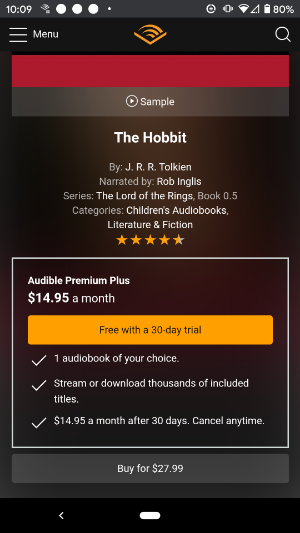 10:09
80%
Menu
Sample
The Hobbit
By: J. R. R. Tolkien
Narrated by: Rob Inglis
Series: The Lord of the Rings, Book 0.5
Categories: Children's Audiobooks,
Literature & Fiction
Audible Premium Plus
$14.95 a month
Free with a 30-day trial
1 audiobook of your choice.
Stream or download thousands of included
titles.
$14.95 a month after 30 days. Cancel anytime.
Buy for $27.99